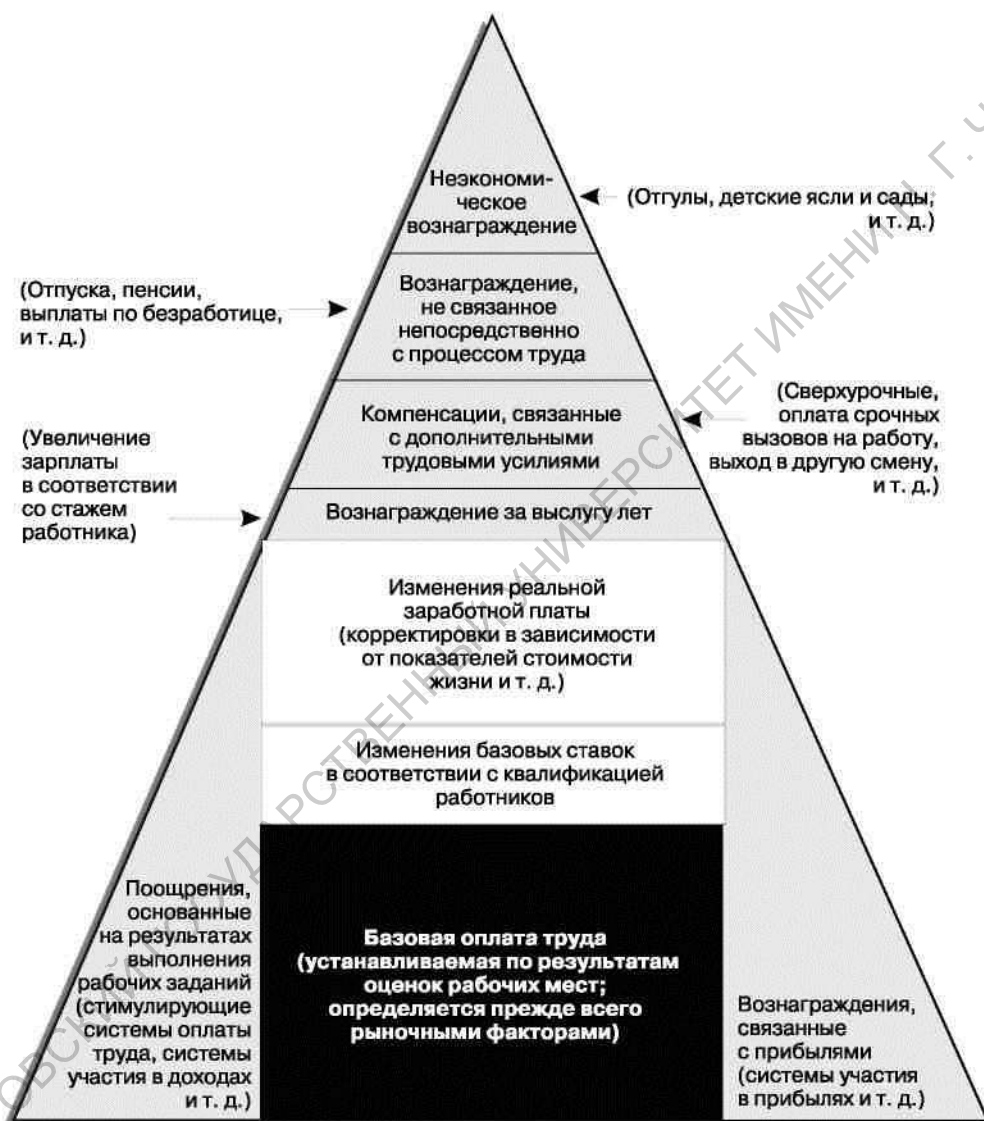 Неэкономи-
ческое
вознаграждение
(Отгулы, детские ясли и сады,
и т. д.)
(Отпуска, пенсии,
выплаты по безработице,
и т. д.)
Вознаграждение,
не связанное
непосредственно
с процессом труда
(Сверхурочные,
оплата срочных
вызовов на работу,
выход в другую смену,
и т. д.)
Компенсации, связанные
с дополнительными
трудовыми усилиями
(Увеличение
зарплаты
в соответствии
со стажем
работника)
Вознаграждение за выслугу лет
Изменения реальной
заработной платы
(корректировки в зависимости
от показателей стоимости
жизни и т. д.)
Изменения базовых ставок
в соответствии с квалификацией
работников
Поощрения,
основанные
на результатах
выполнения
рабочих заданий
(стимулирующие
системы оплаты
труда, системы
участия в доходах
и т. д.)
Базовая оплата труда
(устанавливаемая по результатам
оценок рабочих мест;
определяется прежде всего
рыночными факторами)
Вознаграждения,
связанные
с прибылями
(системы участия
в прибылях и т. д.)
УНИВЕРСИТЕТ ИМЕНИ Н. Г.